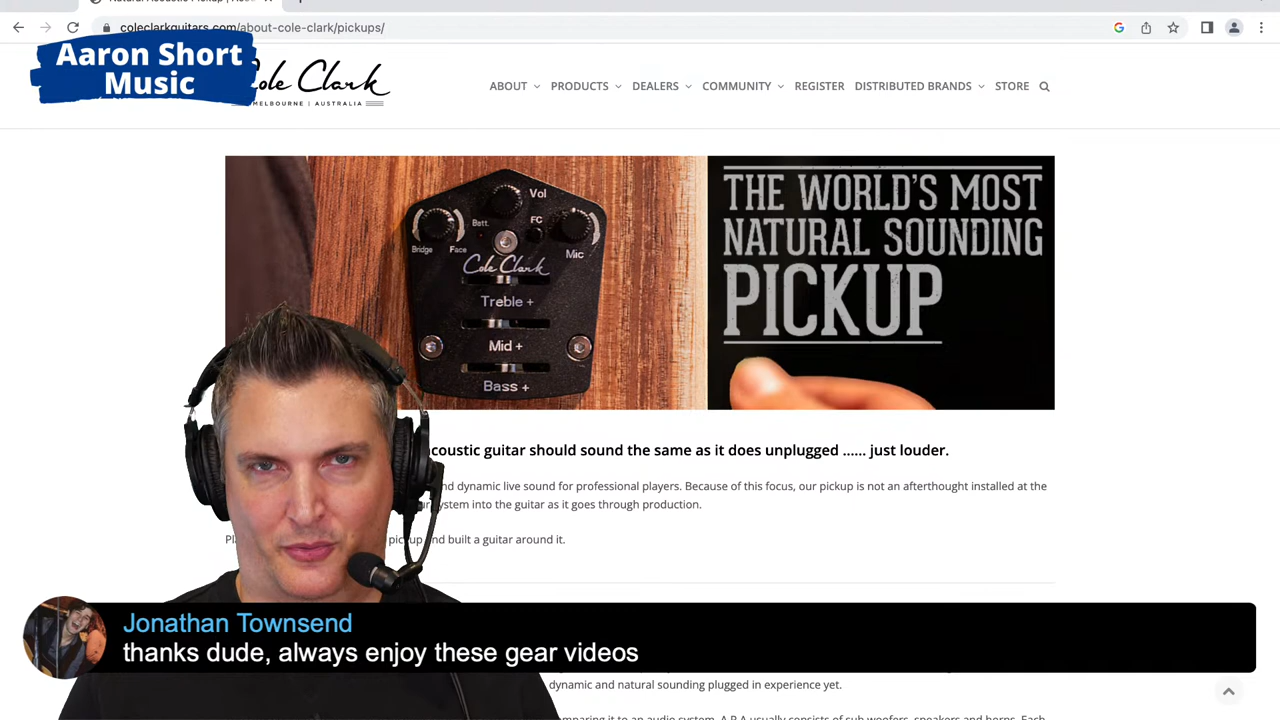 coleclarkguitars.com/about-cole-clark/pickups/
Aaron Short
Music
Cole Clark
MELBOURNE | AUSTRALIA
ABOUT PRODUCTS DEALERS COMMUNITY REGISTER DISTRIBUTED BRANDS STORE
Vol
Batt.
FC
Bridge
Face
Mic
Cole Clark
Treble +
Mid +
Bass +
THE WORLD'S MOST
NATURAL SOUNDING
PICKUP
acoustic guitar should sound the same as it does unplugged ...... just louder.
nd dynamic live sound for professional players. Because of this focus, our pickup is not an afterthought installed at the
system into the guitar as it goes through production.
pickup and built a guitar around it.
Jonathan Townsend
thanks dude, always enjoy these gear videos
dynamic and natural sounding plugged in experience yet.